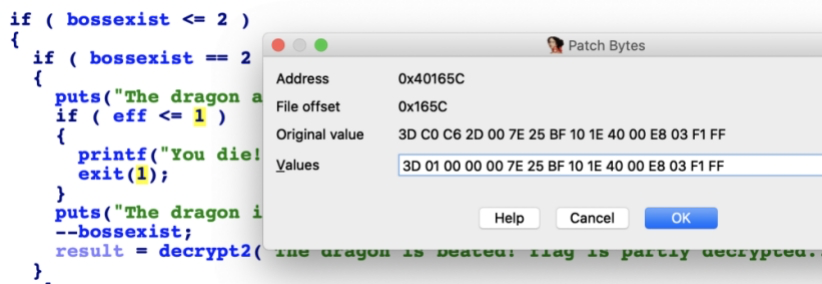 if ( bossexist <= 2 )
{
if ( bossexist == 2
{
puts("The dragon a
if ( eff <= 1 )
{
printf("You die!
exit(1);
}
puts("The dragon i
--bossexist;
result = decrypt2("The dragon is beated! flag is partly decrypted.
}
Patch Bytes
Address 0x40165C
File offset 0x165C
Original value 3D C0 C6 2D 00 7E 25 BF 10 1E 40 00 E8 03 F1 FF
Values 3D 01 00 00 00 7E 25 BF 10 1E 40 00 E8 03 F1 FF
Help Cancel OK